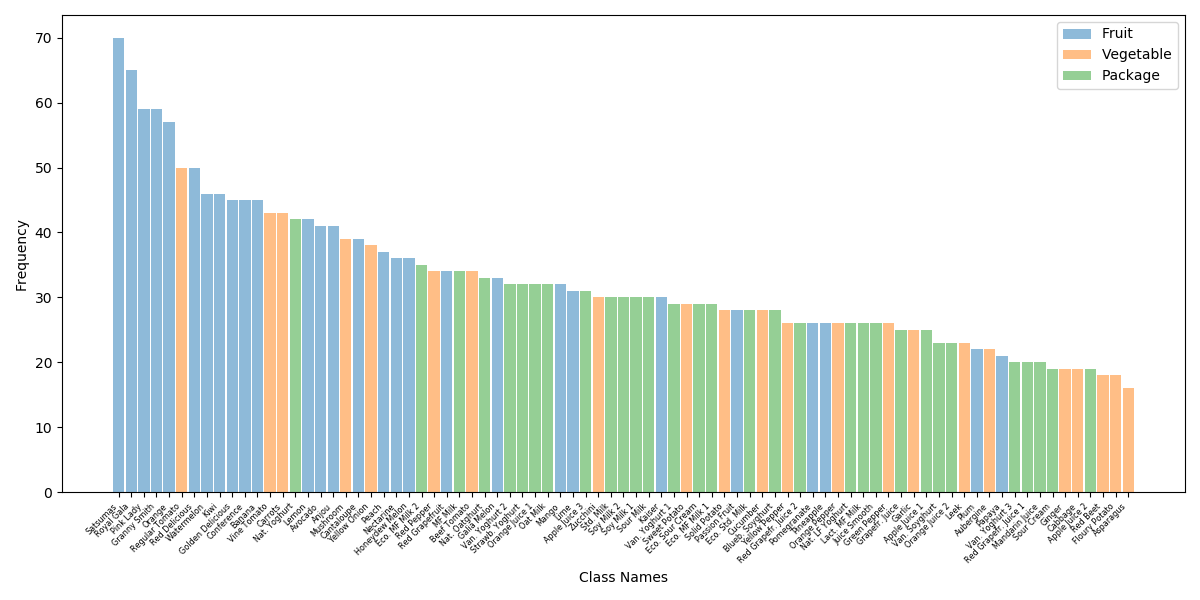 70
60
50
40
30
20
10
0
Frequency
Fruit
Vegetable
Package
Satsumas
Royal Gala
Pink Lady
Granny Smith
Orange
Regular Tomato
Red Delicious
Watermelon
Kiwi
Golden Delicious
Conference
Banana
Vine Tomato
Carrots
Nat. Yoghurt
Lemon
Avocado
Anjou
Mushroom
Cantaloupe
Yellow Onion
Peach
Nectarine
Honeydew Melon
Eco. MF Milk 2
Red Pepper
Red Grapefruit
MF Milk
Beef Tomato
Nat. Oatghurt
Galia Melon
Van. Yoghurt 2
Strawb. Yoghurt
Orange Juice 1
Oat Milk
Mango
Lime
Apple Juice 3
Zucchini
Std. Milk
Soy Milk 2
Soy Milk 1
Sour Milk
Kaiser
Van. Yoghurt 1
Sweet Potato
Eco. Sour Cream
Eco. MF Milk 1
Solid Potato
Passion Fruit
Eco. Std. Milk
Cucumber
Blueb. Soyghurt
Yellow Pepper
Red Grapefr. Juice 2
Pomegranate
Pineapple
Orange Pepper
Nat. LF Yoghurt
Lact. Milk
Juice Smooth
Green Pepper
Grapefr. Juice
Garlic
Apple Juice 1
Van. Soyghurt
Orange Juice 2
Leek
Plum
Aubergine
Papaya
Van. Yoghurt 3
Red Grapefr. Juice 1
Mandarin Juice
Sour Cream
Ginger
Cabbage
Apple Juice 2
Red Beet
Floury Potato
Asparagus
Class Names